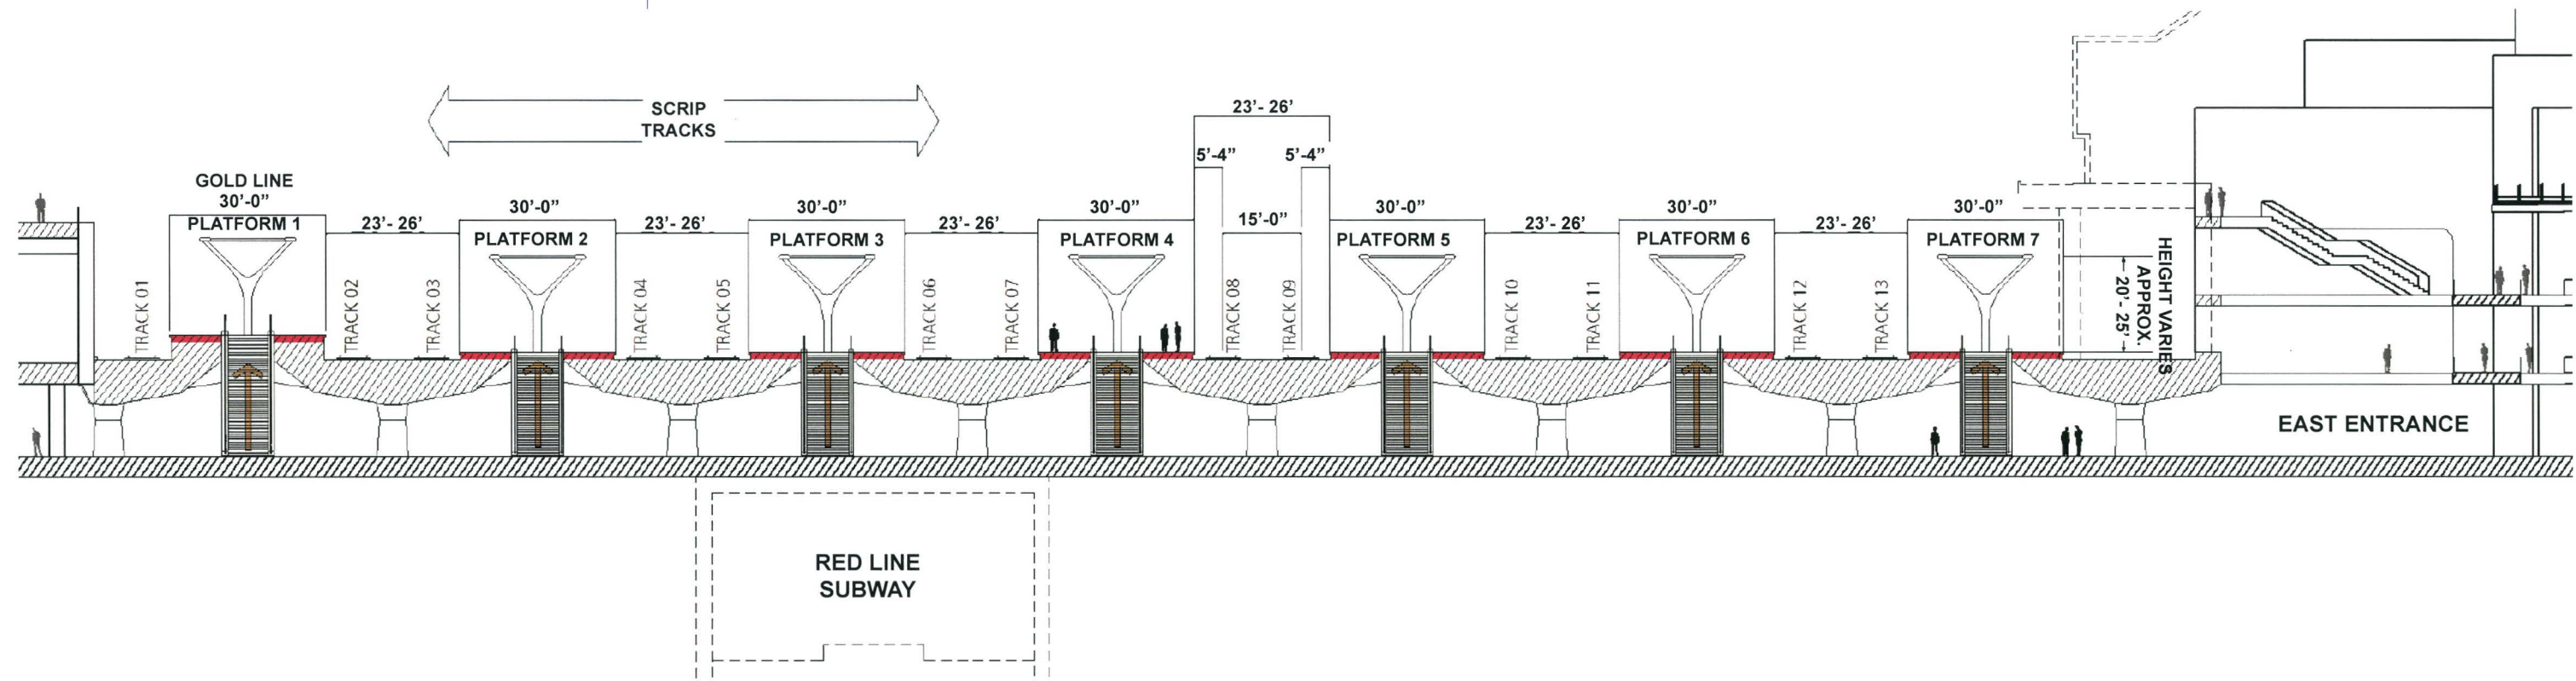 SCRIP
TRACKS
23'- 26'
5'-4”
5'-4”
GOLD LINE
30'-0”
PLATFORM 1
23'- 26'
30'-0”
PLATFORM 2
23'- 26'
30'-0”
PLATFORM 3
23'- 26'
30'-0”
PLATFORM 4
15'-0”
30'-0”
PLATFORM 5
23'- 26'
30'-0”
PLATFORM 6
23'- 26'
30'-0”
PLATFORM 7
HEIGHT VARIES
APPROX.
20'- 25'
TRACK 01
TRACK 02
TRACK 03
TRACK 04
TRACK 05
TRACK 06
TRACK 07
TRACK 08
TRACK 09
TRACK 10
TRACK 11
TRACK 12
TRACK 13
EAST ENTRANCE
RED LINE
SUBWAY